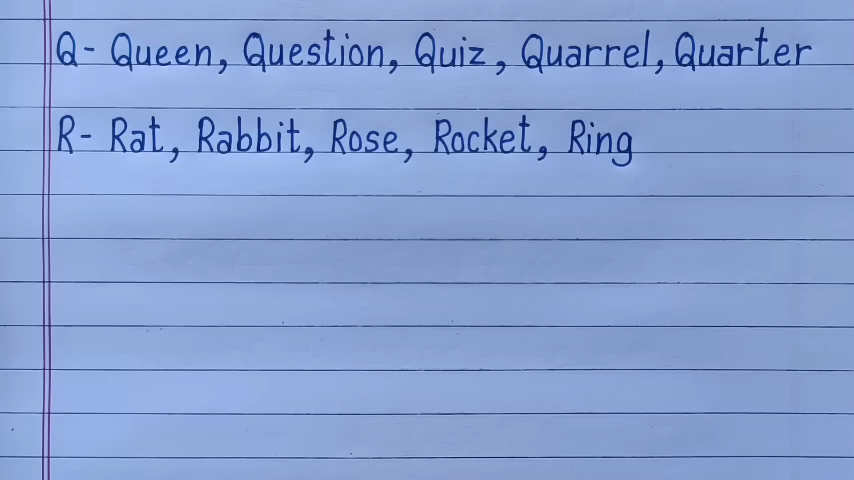 Q- Queen, Question, Quiz, Quarrel, Quarter
R- Rat, Rabbit, Rose, Rocket, Ring